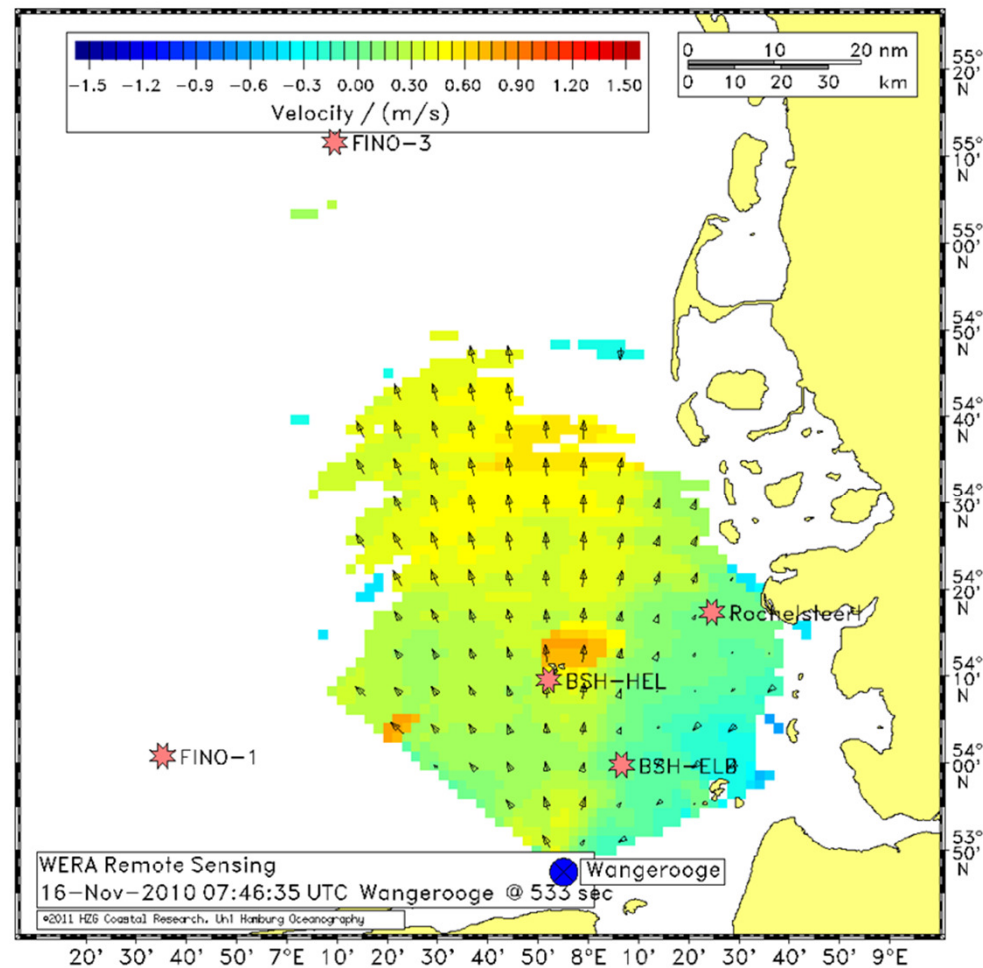 −1.5 −1.2 −0.9 −0.6 −0.3 0.00 0.30 0.60 0.90 1.20 1.50
Velocity / (m/s)
0 10 20 nm
0 10 20 30 km
FINO−3
FINO−1
Rochelsteert
BSH−HEL
BSH−ELB
Wangerooge
WERA Remote Sensing
16−Nov−2010 07:46:35 UTC Wangerooge @ 533 sec
©2011 HZG Coastal Research, Uni Hamburg Oceanography
55° 20' N
55° 10' N
55° 00' N
54° 50' N
54° 40' N
54° 30' N
54° 20' N
54° 10' N
54° 00' N
53° 50' N
20' 30' 40' 50' 7°E 10' 20' 30' 40' 50' 8°E 10' 20' 30' 40' 50' 9°E